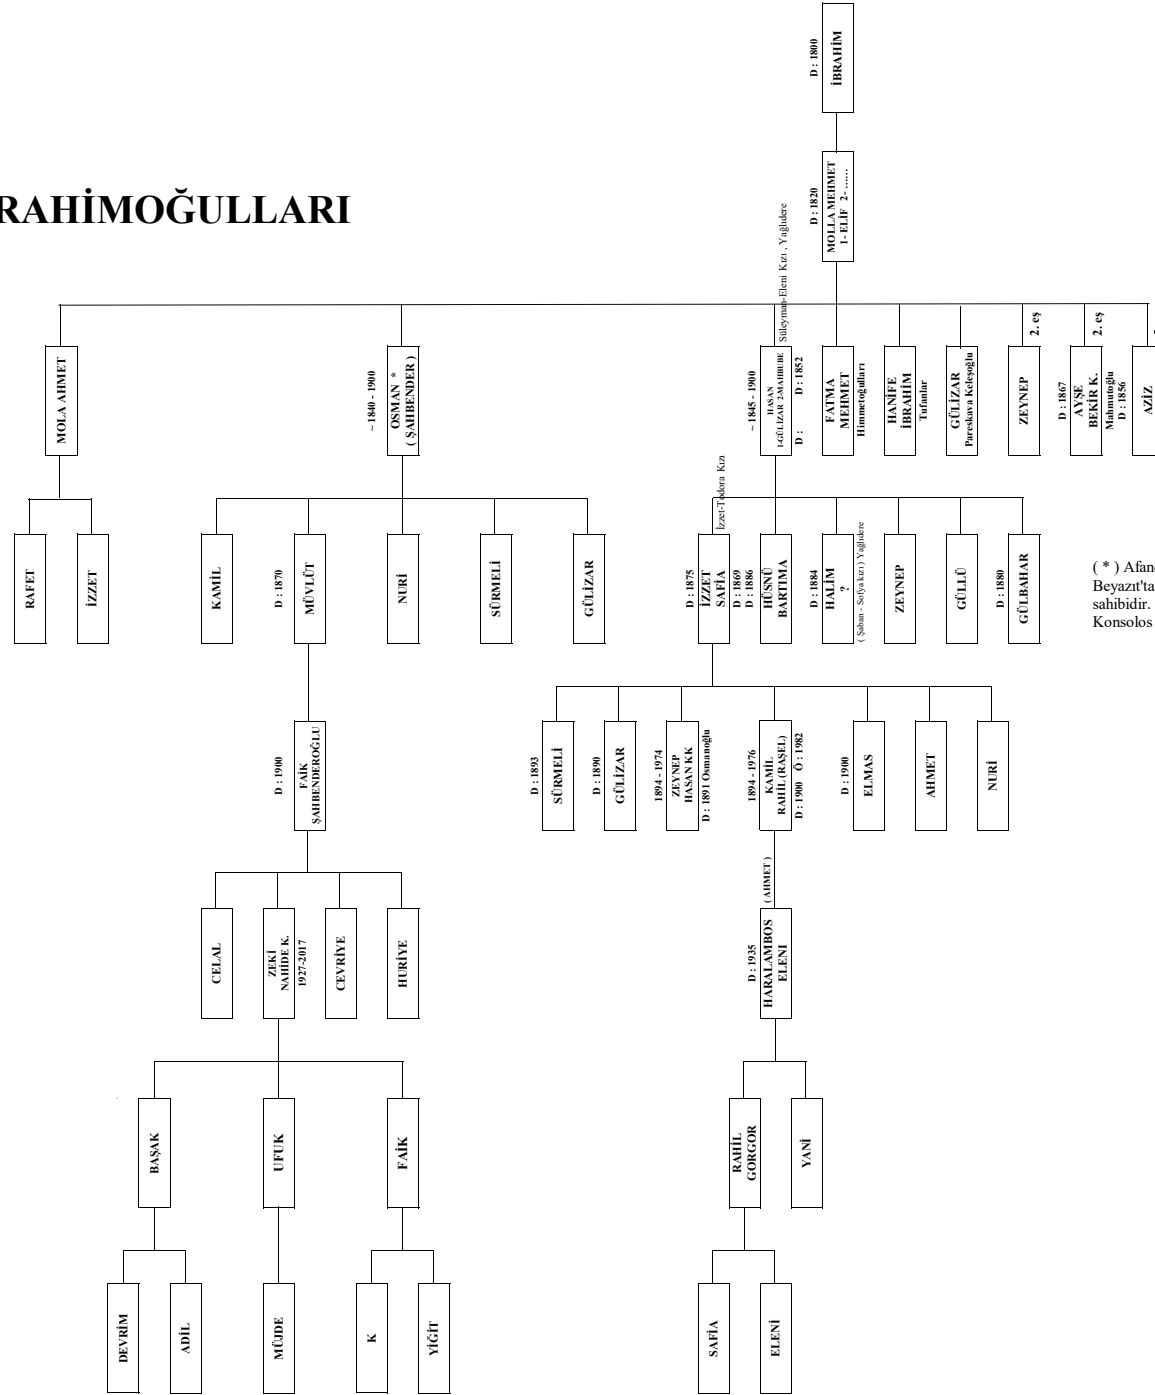 RAHİMOĞULLARI
D : 1800
İBRAHİM
D : 1820
MOLLA MEHMET
1- ELİF 2- ......
MOLA AHMET
~ 1840 - 1900
OSMAN *
( ŞAHBENDER )
~ 1845 - 1900
HASAN
1-GÜLİZAR 2-MAHBUBE
D : D : 1852
Süleyman-Eleni Kızı , Yağlıdere
FATMA
MEHMET
Himmetoğulları
HANİFE
İBRAHİM
Tufanlar
GÜLİZAR
Pareskava Keleşoğlu
ZEYNEP
2. eş
D : 1867
AYŞE
BEKİR K.
Mahmutoğlu
D : 1856
2. eş
AZİZ
RAFET
İZZET
KAMİL
D : 1870
MÜVLÜT
NURİ
SÜRMELİ
GÜLİZAR
D : 1875
İZZET
SAFİA
D : 1869
İzzet-Todora Kızı
D : 1886
HÜSNÜ
BARTIMA
D : 1884
HALİM
?
( Şaban - Sofya kızı ) Yağlıdere
ZEYNEP
GÜLLÜ
D : 1880
GÜLBAHAR
( * ) Afan
Beyazıt'ta
sahibidir.
Konsolos
D : 1900
FAİK
ŞAHBENDEROĞLU
D : 1893
SÜRMELİ
D : 1890
GÜLİZAR
1894 - 1974
ZEYNEP
HASAN KK
D : 1891 Osmanoğlu
1894 - 1976
KAMİL
RAHİL (RAŞEL)
D : 1900 Ö : 1982
D : 1900
ELMAS
AHMET
NURİ
CELAL
ZEKİ
NAHİDE K.
1927-2017
CEVRİYE
HURİYE
( AHMET )
D : 1935
HARALAMBOS
ELENI
BAŞAK
UFUK
FAİK
RAHİL
GORGOR
YANİ
DEVRİM
ADİL
MÜJDE
K
YİĞİT
SAFİA
ELENİ